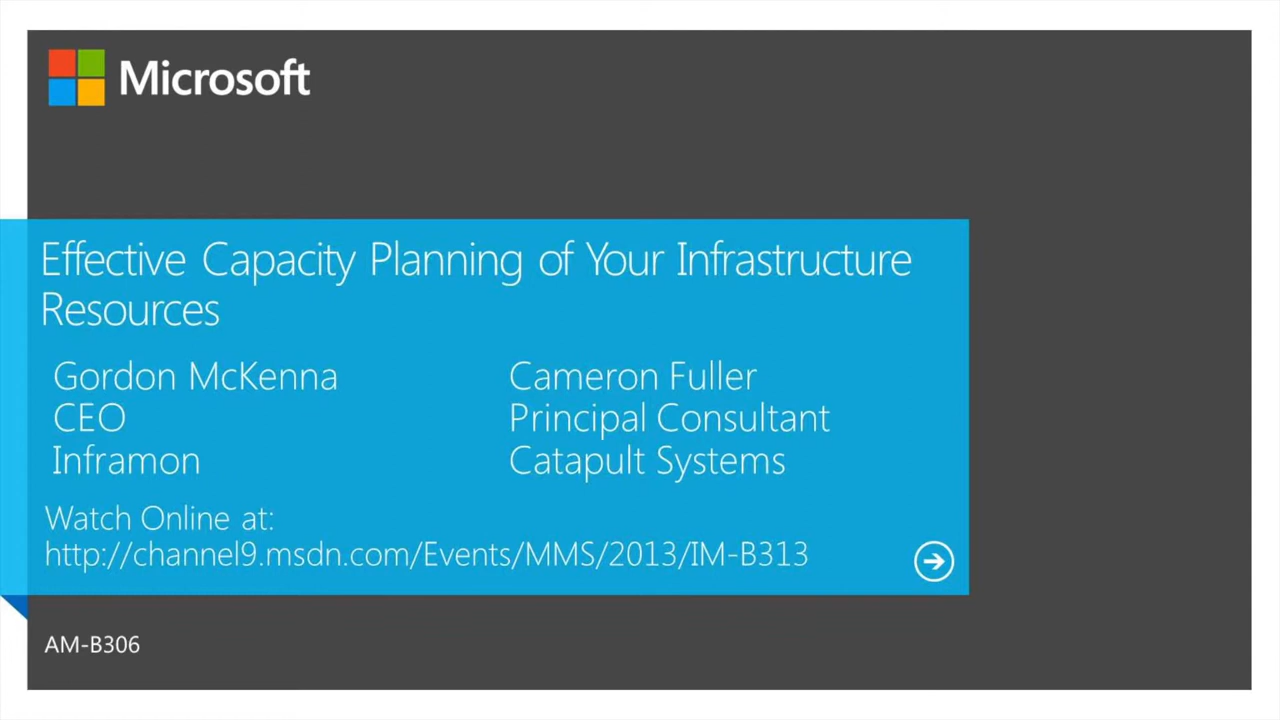 Microsoft
Effective Capacity Planning of Your Infrastructure
Resources
Gordon McKenna
CEO
Inframon
Cameron Fuller
Principal Consultant
Catapult Systems
Watch Online at:
http://channel9.msdn.com/Events/MMS/2013/IM-B313
AM-B306